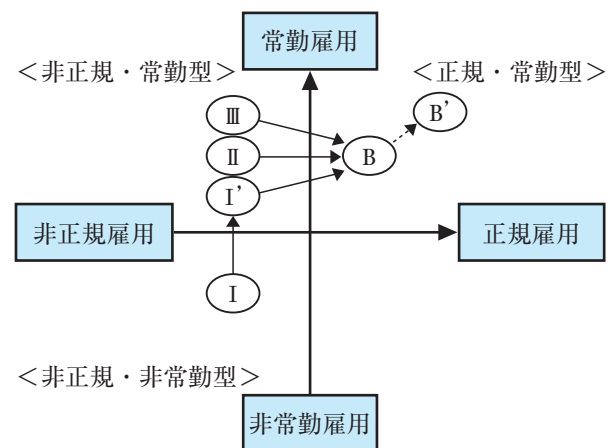 常勤雇用
＜非正規・常勤型＞
＜正規・常勤型＞
Ⅲ
B'
Ⅱ
B
Ⅰ'
非正規雇用
正規雇用
Ⅰ
＜非正規・非常勤型＞
非常勤雇用